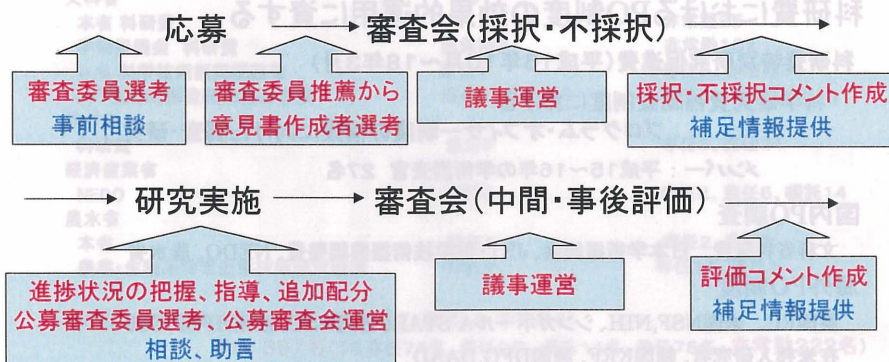 応募 審査会(採択・不採択)
審査委員選考
事前相談
審査委員推薦から
意見書作成者選考
議事運営
採択・不採択コメント作成
補足情報提供
研究実施 審査会(中間・事後評価)
進捗状況の把握、指導、追加配分
公募審査委員選考、公募審査会運営
相談、助言
議事運営
評価コメント作成
補足情報提供